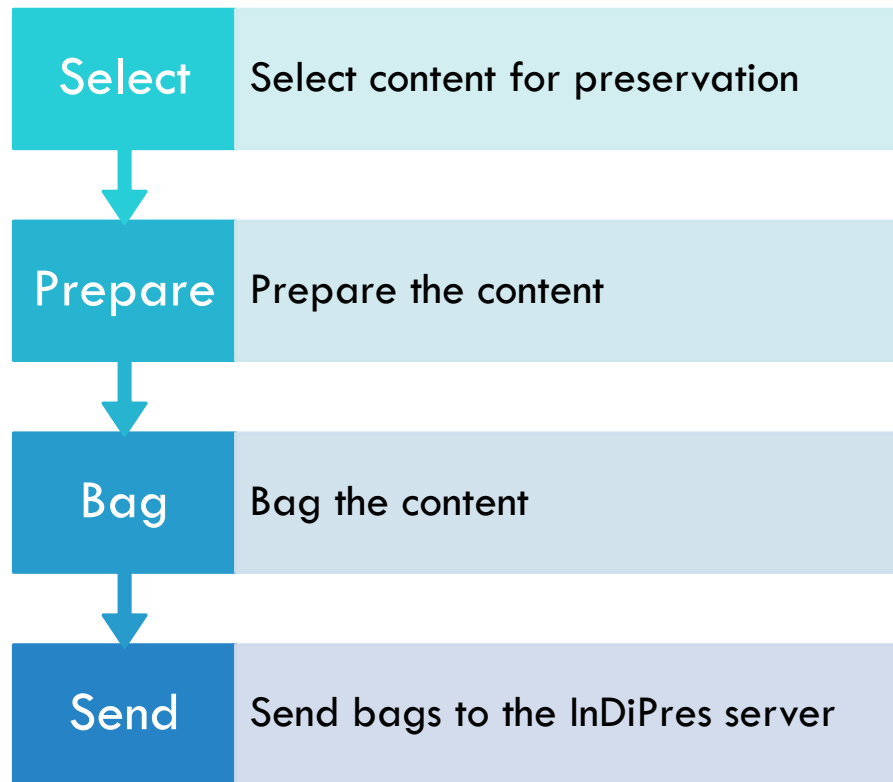 Select
Select content for preservation
Prepare
Prepare the content
Bag
Bag the content
Send
Send bags to the InDiPres server